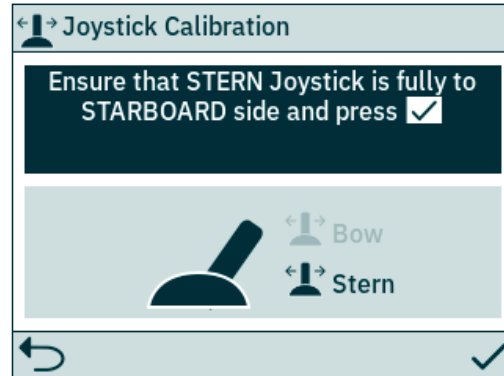 Joystick Calibration
Ensure that STERN Joystick is fully to
STARBOARD side and press
Bow
Stern